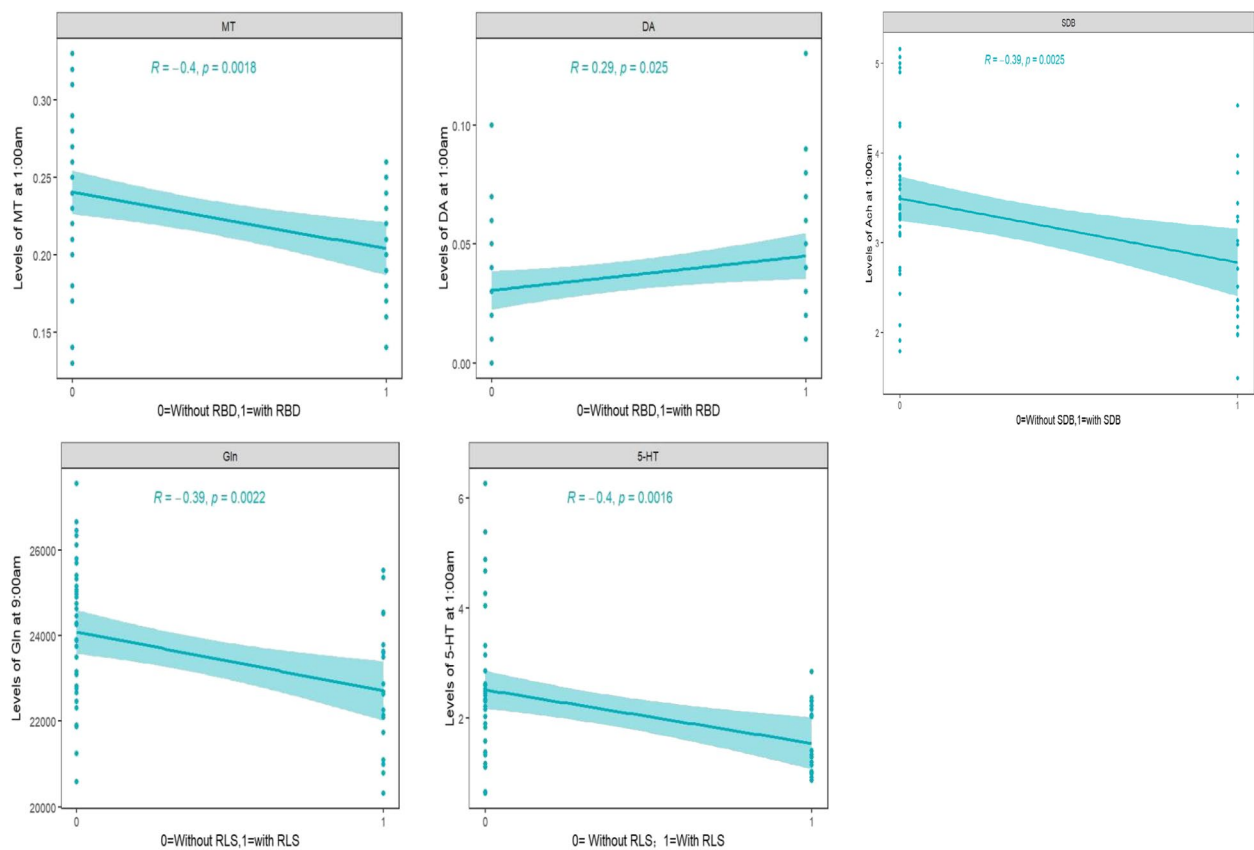 MT
R = −0.4, p = 0.0018
Levels of MT at 1:00am
0.30
0.25
0.20
0.15
0
1
0=Without RBD,1=with RBD
DA
R = 0.29, p = 0.025
Levels of DA at 1:00am
0.10
0.05
0.00
0
1
0=Without RBD,1=with RBD
SDB
R = −0.39, p = 0.0025
Levels of Ach at 1:00am
5
4
3
2
0
1
0=Without SDB,1=with SDB
Gln
R = −0.39, p = 0.0022
Levels of Gln at 9:00am
26000
24000
22000
20000
0
1
0=Without RLS,1=with RLS
5-HT
R = −0.4, p = 0.0016
Levels of 5-HT at 1:00am
6
4
2
0
1
0= Without RLS；1=With RLS